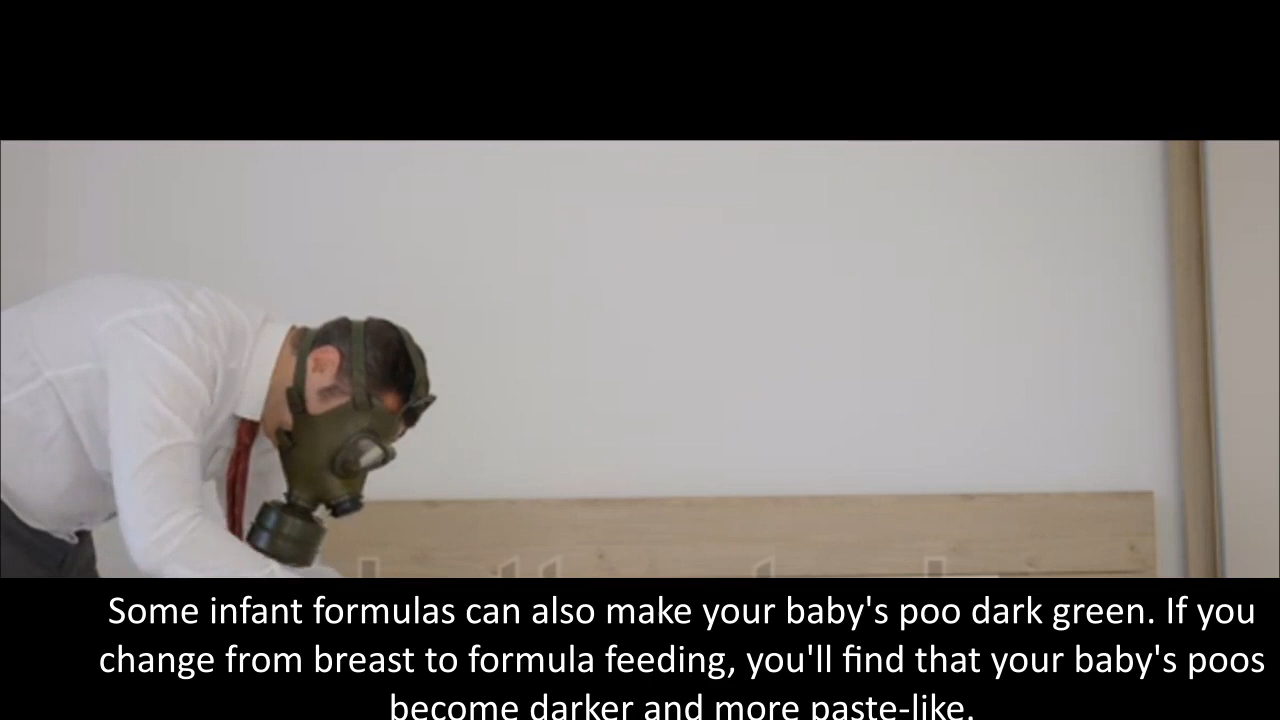 Some infant formulas can also make your baby's poo dark green. If you
change from breast to formula feeding, you'll find that your baby's poos
become darker and more paste-like.